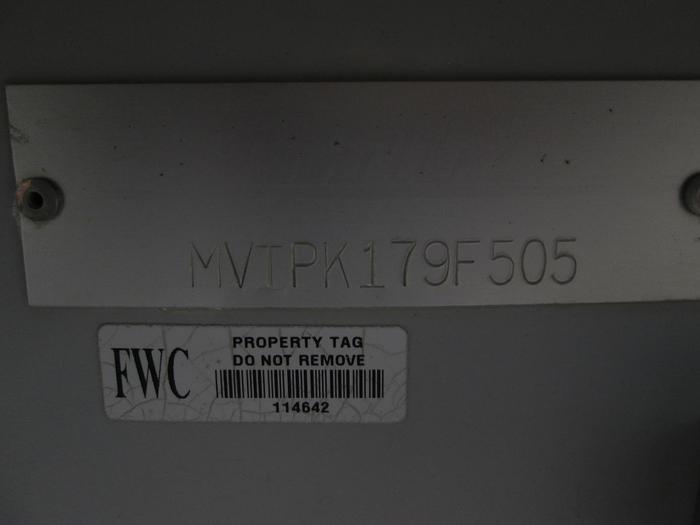 MVIPK179F505
FWC
PROPERTY TAG
DO NOT REMOVE
114642